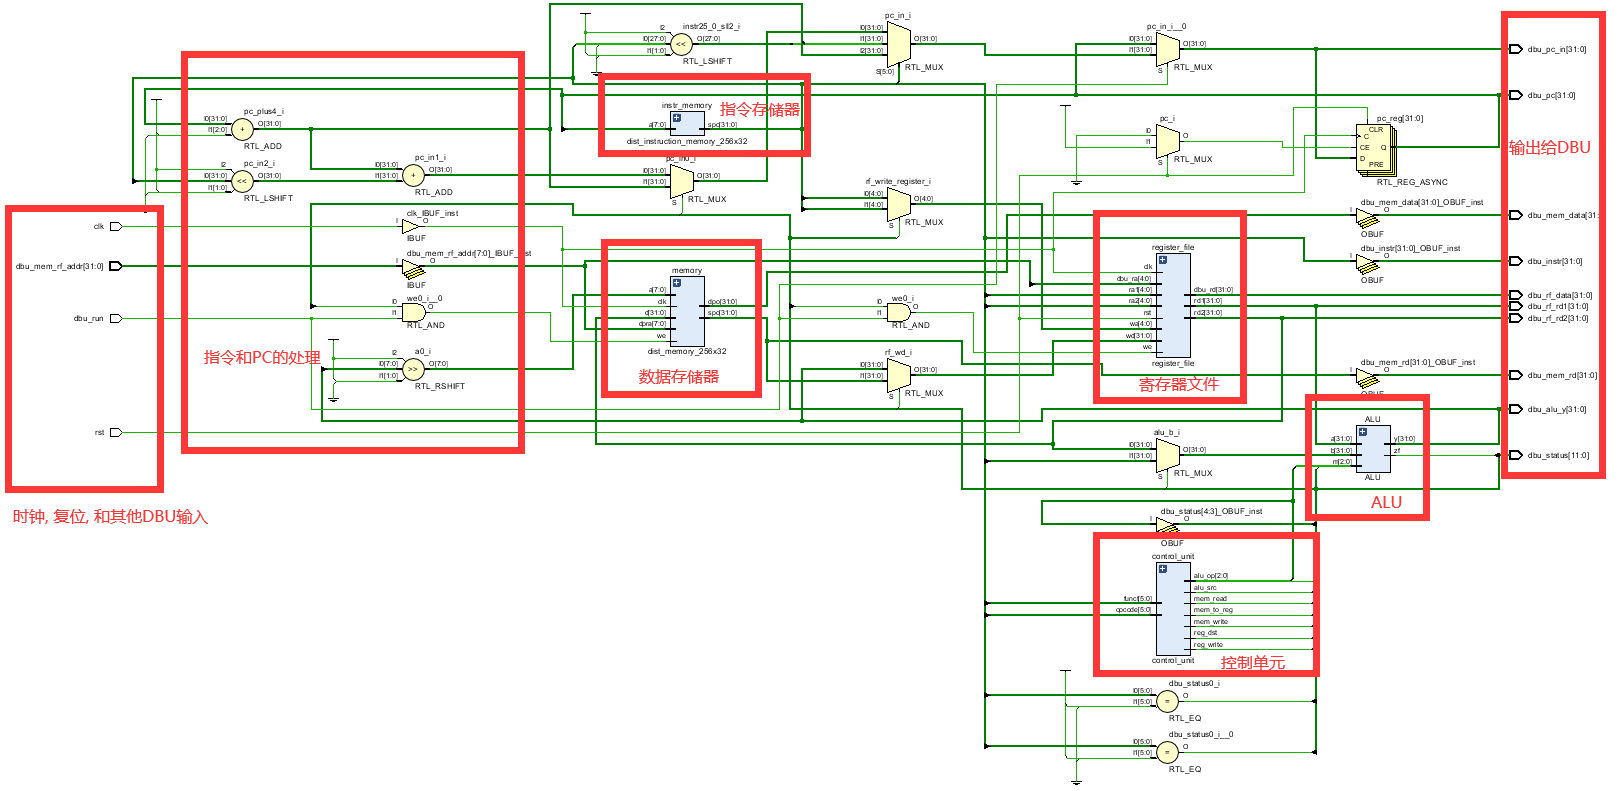 pc_in_i
I0[31:0]
I1[31:0]
I2[31:0]
S[5:0]
O[31:0]
RTL_MUX
instr25_0_sll2_i
I2
I0[27:0]
I1[1:0]
O[27:0]
RTL_LSHIFT
pc_in_i__0
I0[31:0]
I1[31:0]
S
O[31:0]
RTL_MUX
dbu_pc_in[31:0]
dbu_pc[31:0]
instr_memory
指令存储器
a[7:0]
spo[31:0]
dist_instruction_memory_256x32
pc_plus4_i
I0[31:0]
I1[2:0]
+
O[31:0]
RTL_ADD
pc_in2_i
I2
I0[31:0]
I1[1:0]
<<
O[31:0]
RTL_LSHIFT
pc_in1_i
I0[31:0]
I1[31:0]
+
O[31:0]
RTL_ADD
pc_in0_i
I0[31:0]
I1[31:0]
S
O[31:0]
RTL_MUX
pc_i
I0
I1
S
O
RTL_MUX
pc_reg[31:0]
CLR
C
CE
Q
D
PRE
RTL_REG_ASYNC
输出给DBU
rf_write_register_i
I0[4:0]
I1[4:0]
S
O[4:0]
RTL_MUX
clk
dbu_mem_rf_addr[31:0]
dbu_run
rst
时钟, 复位, 和其他DBU输入
clk_IBUF_inst
I
O
IBUF
dbu_mem_rf_addr[7:0]_IBUF_inst
I
O
IBUF
we0_i__0
I0
I1
O
RTL_AND
a0_i
I2
I0[7:0]
I1[1:0]
>>
O[7:0]
RTL_RSHIFT
指令和PC的处理
memory
a[7:0]
clk
d[31:0]
dpra[7:0]
we
dpo[31:0]
spo[31:0]
dist_memory_256x32
数据存储器
we0_i
I0
I1
O
RTL_AND
rf_wd_i
I0[31:0]
I1[31:0]
S
O[31:0]
RTL_MUX
register_file
clk
dbu_ra[4:0]
ra1[4:0]
ra2[4:0]
rst
wa[4:0]
wd[31:0]
we
dbu_rd[31:0]
rd1[31:0]
rd2[31:0]
register_file
寄存器文件
dbu_mem_data[31:0]_OBUF_inst
I
O
OBUF
dbu_mem_data[31:
dbu_instr[31:0]_OBUF_inst
I
O
OBUF
dbu_instr[31:0]
dbu_rf_data[31:0]
dbu_rf_rd1[31:0]
dbu_rf_rd2[31:0]
dbu_mem_rd[31:0]_OBUF_inst
I
O
OBUF
dbu_mem_rd[31:0]
dbu_alu_y[31:0]
dbu_status[11:0]
alu_b_i
I0[31:0]
I1[31:0]
S
O[31:0]
RTL_MUX
ALU
a[31:0]
b[31:0]
m[2:0]
y[31:0]
zf
ALU
ALU
dbu_status[4:3]_OBUF_inst
I
O
OBUF
control_unit
funct[5:0]
opcode[5:0]
alu_op[2:0]
alu_src
mem_read
mem_to_reg
mem_write
reg_dst
reg_write
control_unit
控制单元
dbu_status0_i
I0[5:0]
I1[5:0]
=
O
RTL_EQ
dbu_status0_i__0
I0[5:0]
I1[5:0]
=
O
RTL_EQ